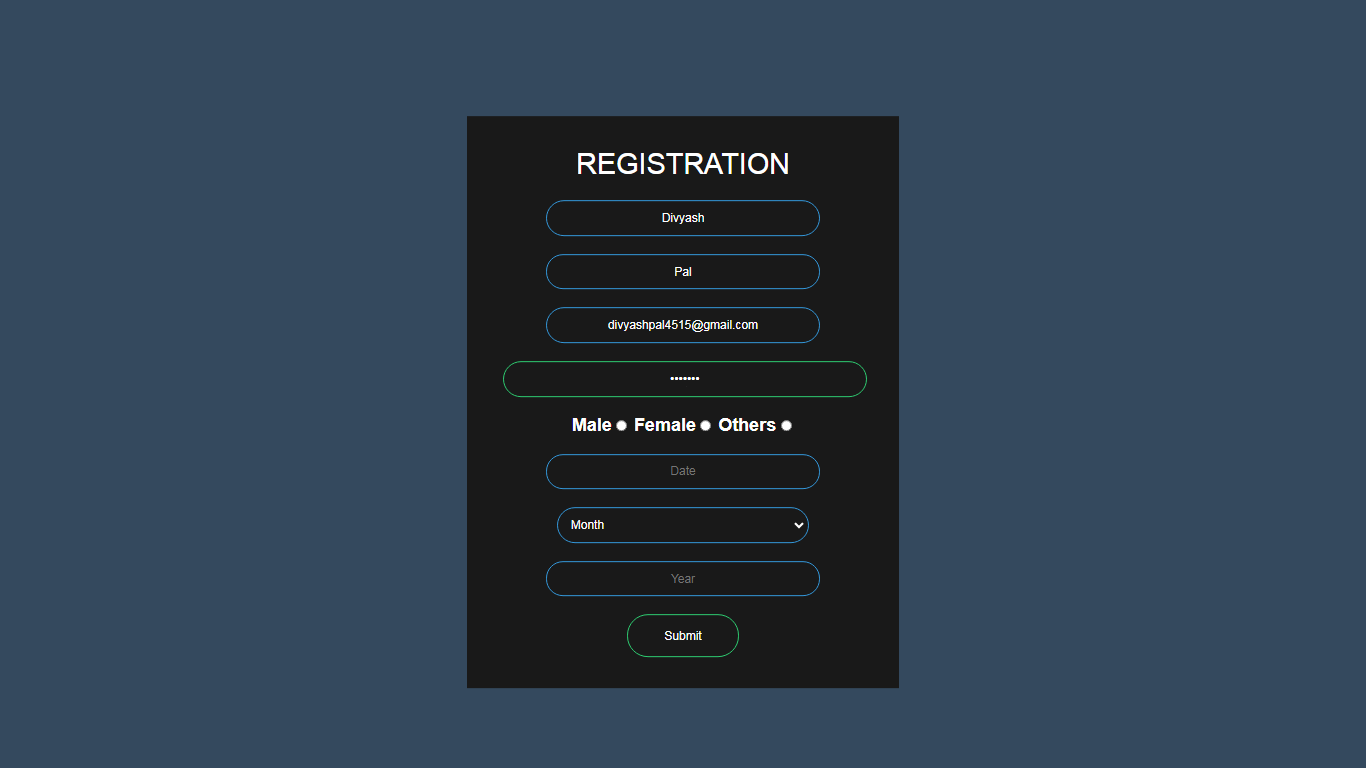 REGISTRATION
Divyash
Pal
divyashpal4515@gmail.com
•••••••
Male Female Others
Date
Month
Year
Submit